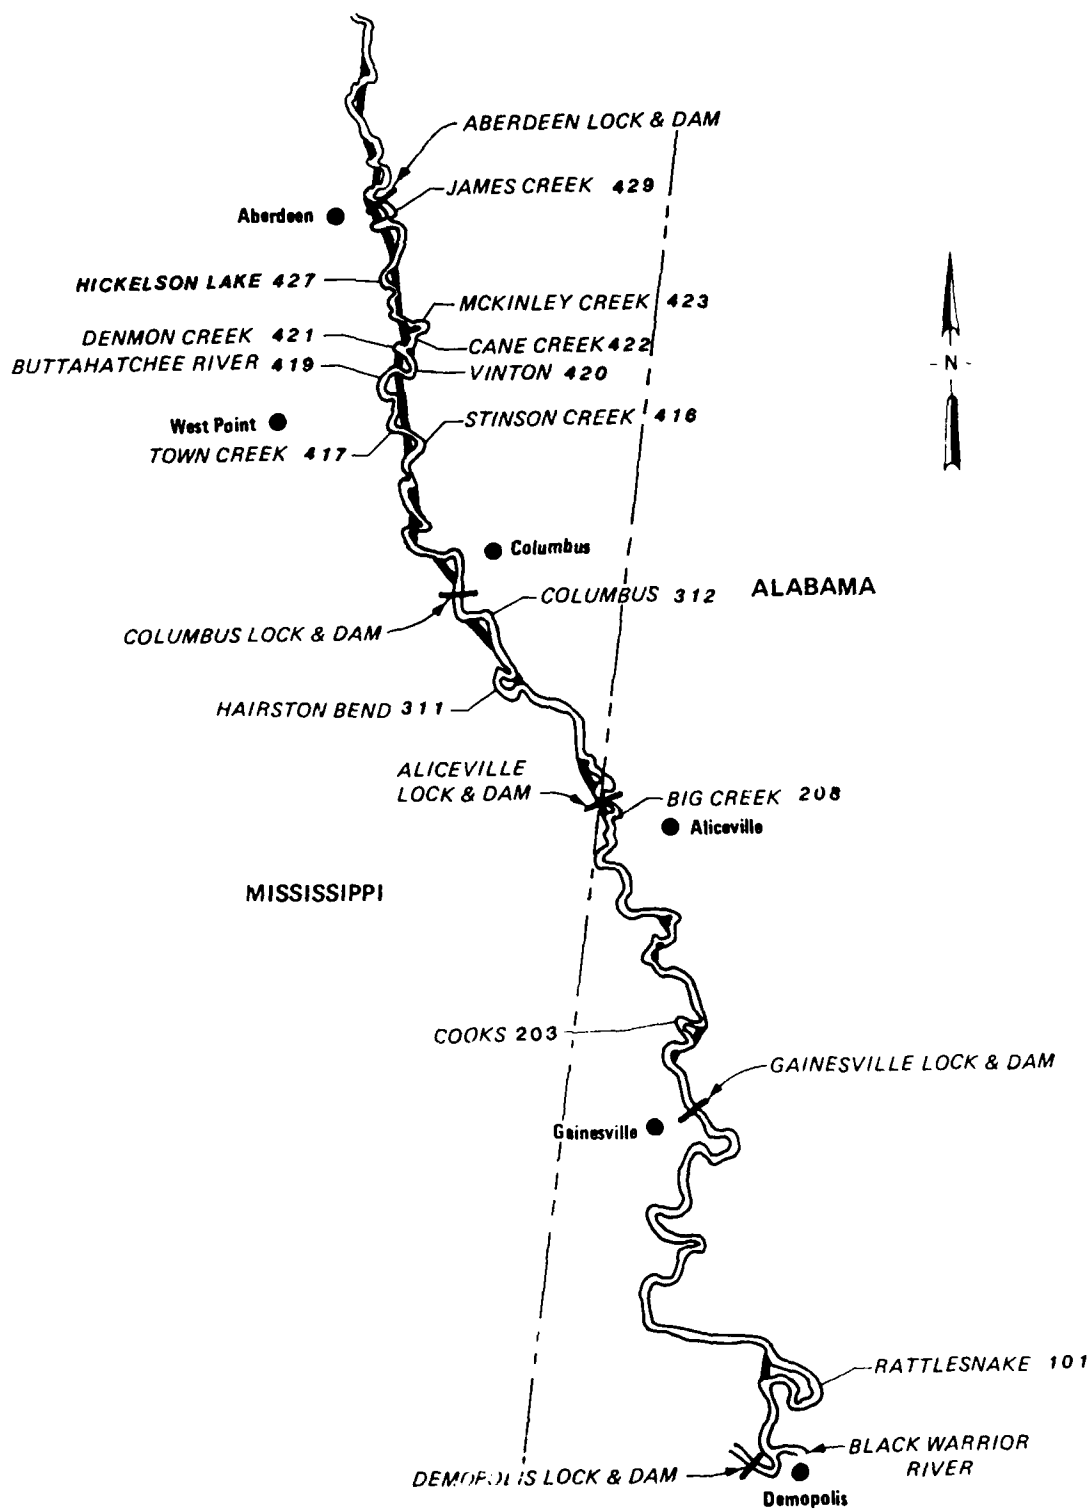 ABERDEEN LOCK & DAM
JAMES CREEK 429
Aberdeen
HICKELSON LAKE 427
MCKINLEY CREEK 423
DENMON CREEK 421
CANE CREEK 422
BUTTAHATCHEE RIVER 419
VINTON 420
N
West Point
STINSON CREEK 416
TOWN CREEK 417
Columbus
COLUMBUS 312
ALABAMA
COLUMBUS LOCK & DAM
HAIRSTON BEND 311
ALICEVILLE
LOCK & DAM
BIG CREEK 208
Aliceville
MISSISSIPPI
COOKS 203
GAINESVILLE LOCK & DAM
Gainesville
RATTLESNAKE 101
BLACK WARRIOR
RIVER
DEMOPOLIS LOCK & DAM
Demopolis